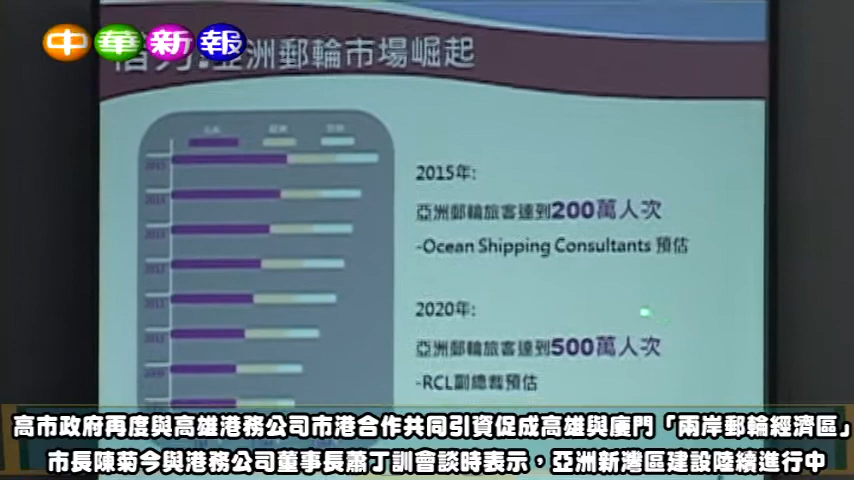 中華新報
借力:亞洲郵輪市場崛起
2015年:
亞洲郵輪旅客達到200萬人次
-Ocean Shipping Consultants 預估
2020年:
亞洲郵輪旅客達到500萬人次
-RCL副總裁預估
高市政府再度與高雄港務公司市港合作共同引資促成高雄與廈門「兩岸郵輪經濟區」
市長陳菊今與港務公司董事長蕭丁訓會談時表示，亞洲新灣區建設陸續進行中